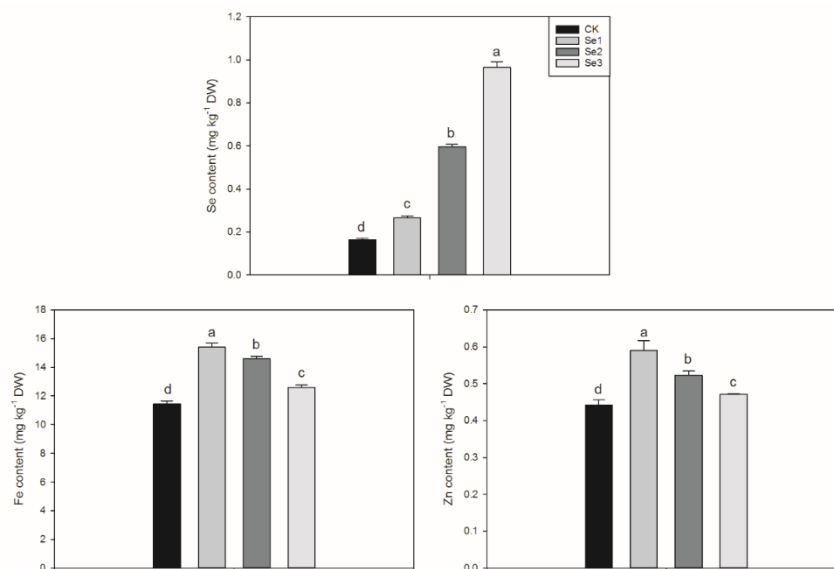 1.2
1.0
0.8
0.6
0.4
0.2
0.0
Se content (mg kg⁻¹ DW)
CK
Se1
Se2
Se3
d
c
b
a
18
16
14
12
10
8
6
4
2
0
Fe content (mg kg⁻¹ DW)
d
a
b
c
0.7
0.6
0.5
0.4
0.3
0.2
0.1
0.0
Zn content (mg kg⁻¹ DW)
d
a
b
c